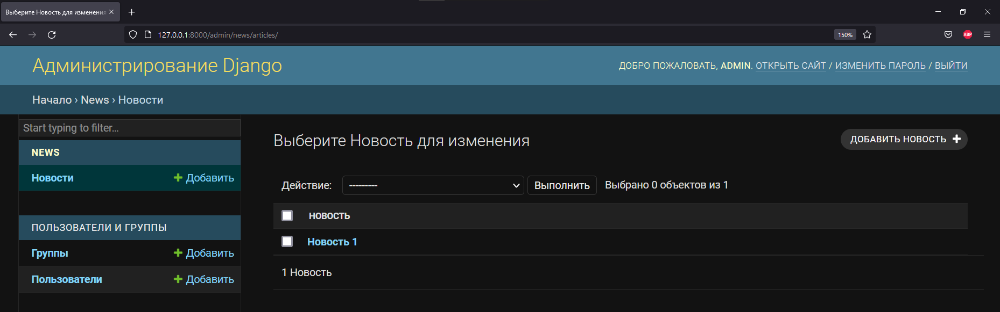 Выберите Новость для изменения
127.0.0.1:8000/admin/news/articles/
150%
ABP
Администрирование Django
ДОБРО ПОЖАЛОВАТЬ, ADMIN. ОТКРЫТЬ САЙТ / ИЗМЕНИТЬ ПАРОЛЬ / ВЫЙТИ
Начало › News › Новости
Start typing to filter...
NEWS
Новости
Добавить
ПОЛЬЗОВАТЕЛИ И ГРУППЫ
Группы
Добавить
Пользователи
Добавить
Выберите Новость для изменения
ДОБАВИТЬ НОВОСТЬ
Действие: --------- Выполнить Выбрано 0 объектов из 1
НОВОСТЬ
Новость 1
1 Новость